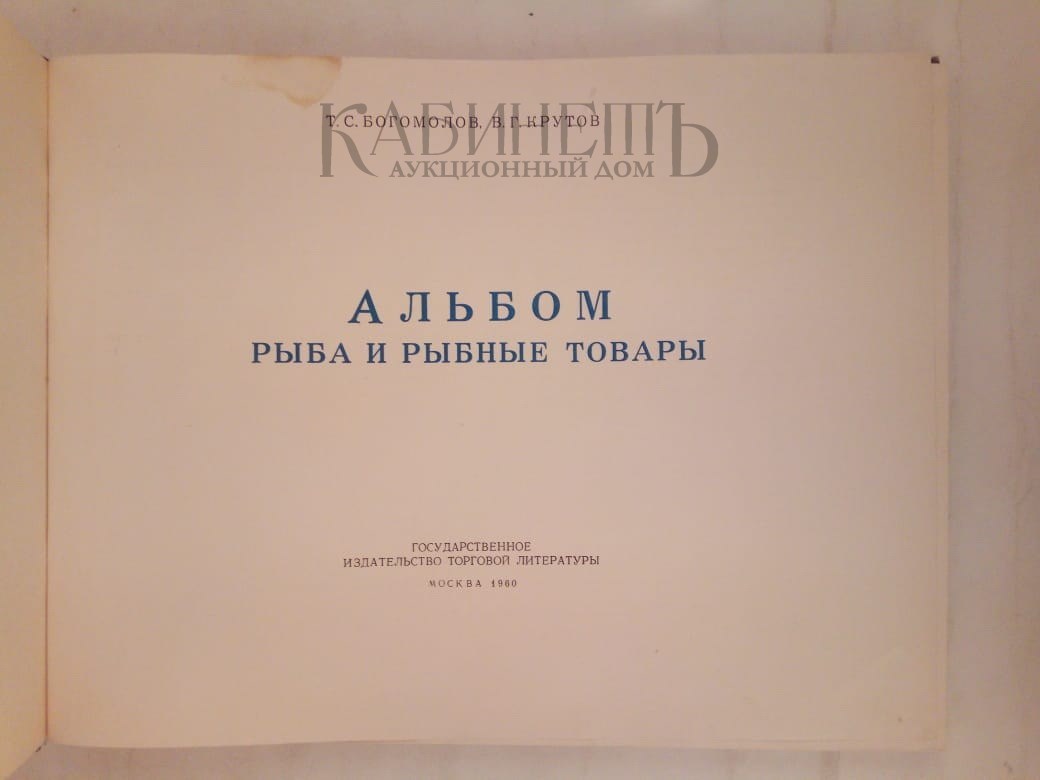 Т. С. БОГОМОЛОВ, В. Г. КРУТОВ
КАБИНЕТЪ
АУКЦИОННЫЙ ДОМ
АЛЬБОМ
РЫБА И РЫБНЫЕ ТОВАРЫ
ГОСУДАРСТВЕННОЕ
ИЗДАТЕЛЬСТВО ТОРГОВОЙ ЛИТЕРАТУРЫ
МОСКВА 1960